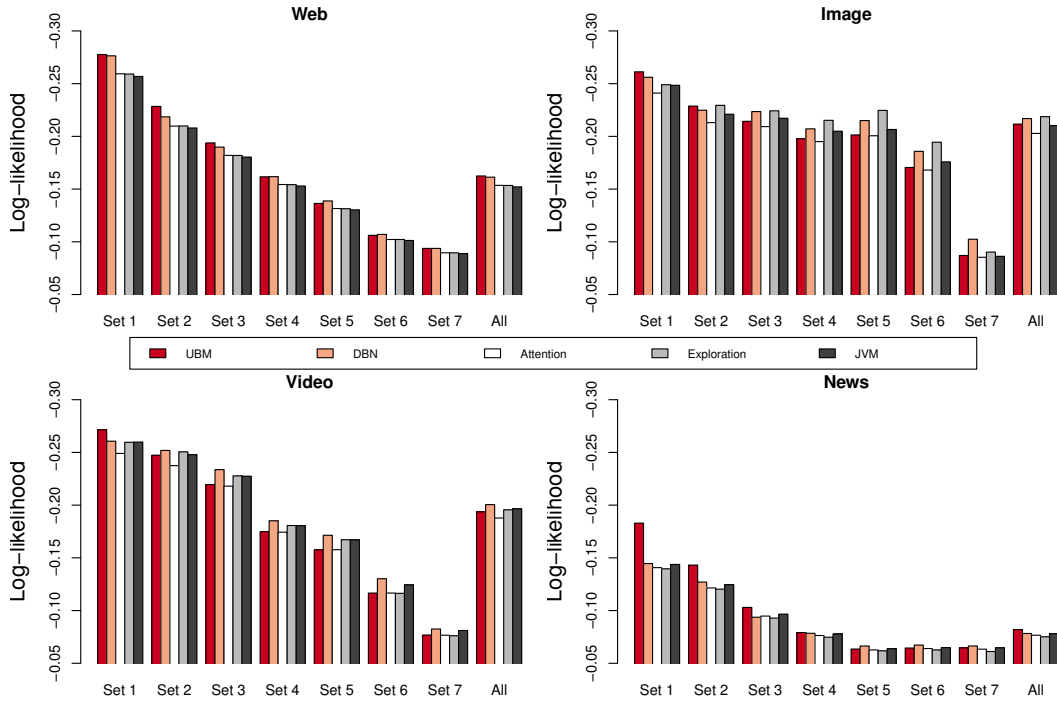 Web
Image
Log−likelihood
−0.30
−0.25
−0.20
−0.15
−0.10
−0.05
Set 1 Set 2 Set 3 Set 4 Set 5 Set 6 Set 7 All
Log−likelihood
−0.30
−0.25
−0.20
−0.15
−0.10
−0.05
Set 1 Set 2 Set 3 Set 4 Set 5 Set 6 Set 7 All
UBM DBN Attention Exploration JVM
Video
News
Log−likelihood
−0.30
−0.25
−0.20
−0.15
−0.10
−0.05
Set 1 Set 2 Set 3 Set 4 Set 5 Set 6 Set 7 All
Log−likelihood
−0.30
−0.25
−0.20
−0.15
−0.10
−0.05
Set 1 Set 2 Set 3 Set 4 Set 5 Set 6 Set 7 All